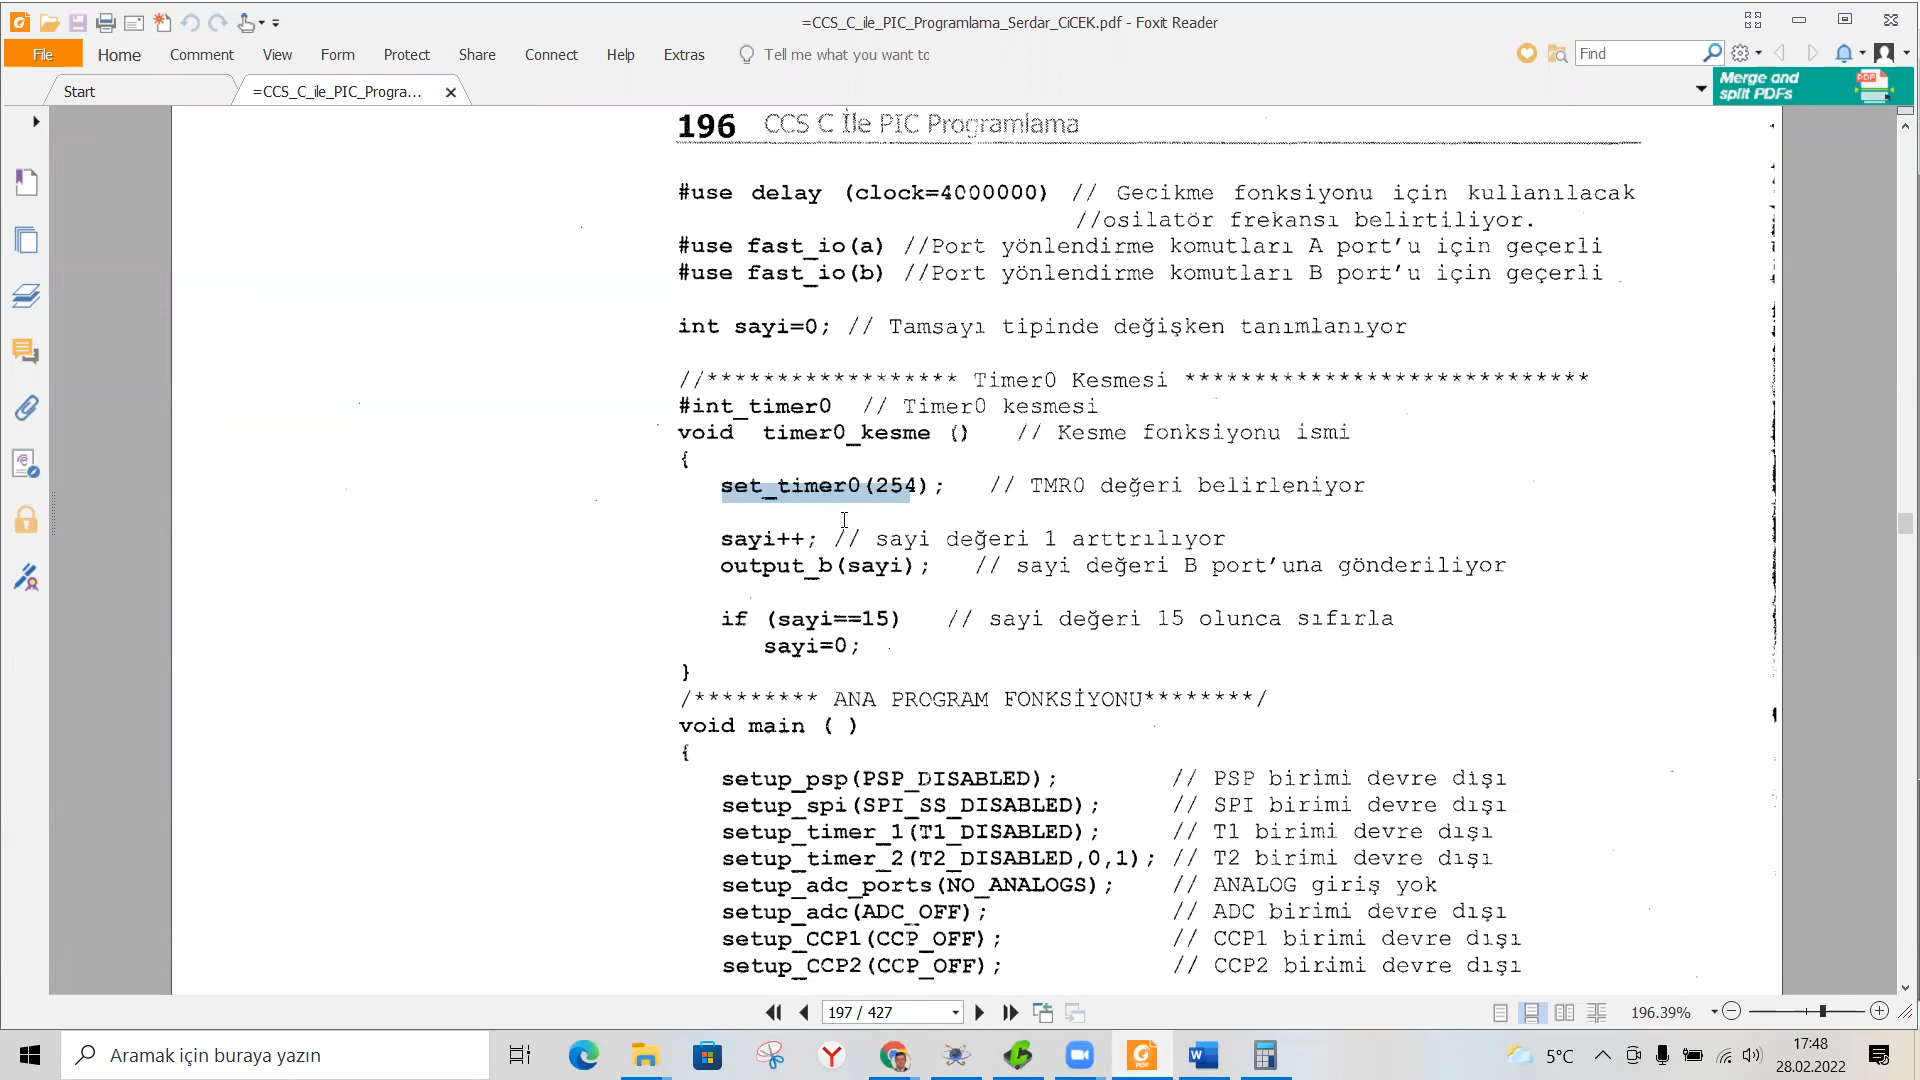 =CCS_C_ile_PIC_Programlama_Serdar_CiCEK.pdf - Foxit Reader
File Home Comment View Form Protect Share Connect Help Extras Tell me what you want to Find
Start =CCS_C_ile_PIC_Progra... Merge and split PDFs
196 CCS C İle PIC Programlama
#use delay (clock=4000000) // Gecikme fonksiyonu için kullanılacak
//osilatör frekansı belirtiliyor.
#use fast_io(a) //Port yönlendirme komutları A port'u için geçerli
#use fast_io(b) //Port yönlendirme komutları B port'u için geçerli
int sayi=0; // Tamsayı tipinde değişken tanımlanıyor
//****************** Timer0 Kesmesi *****************************
#int_timer0 // Timer0 kesmesi
void timer0_kesme () // Kesme fonksiyonu ismi
{
set_timer0(254); // TMR0 değeri belirleniyor
sayi++; // sayi değeri 1 arttrılıyor
output_b(sayi); // sayi değeri B port'una gönderiliyor
if (sayi==15) // sayi değeri 15 olunca sıfırla
sayi=0;
}
/********* ANA PROGRAM FONKSİYONU********/
void main ( )
{
setup_psp(PSP_DISABLED); // PSP birimi devre dışı
setup_spi(SPI_SS_DISABLED); // SPI birimi devre dışı
setup_timer_1(T1_DISABLED); // T1 birimi devre dışı
setup_timer_2(T2_DISABLED,0,1); // T2 birimi devre dışı
setup_adc_ports(NO_ANALOGS); // ANALOG giriş yok
setup_adc(ADC_OFF); // ADC birimi devre dışı
setup_CCP1(CCP_OFF); // CCP1 birimi devre dışı
setup_CCP2(CCP_OFF); // CCP2 birimi devre dışı
197 / 427 196.39%
Aramak için buraya yazın 5°C 17:48
28.02.2022